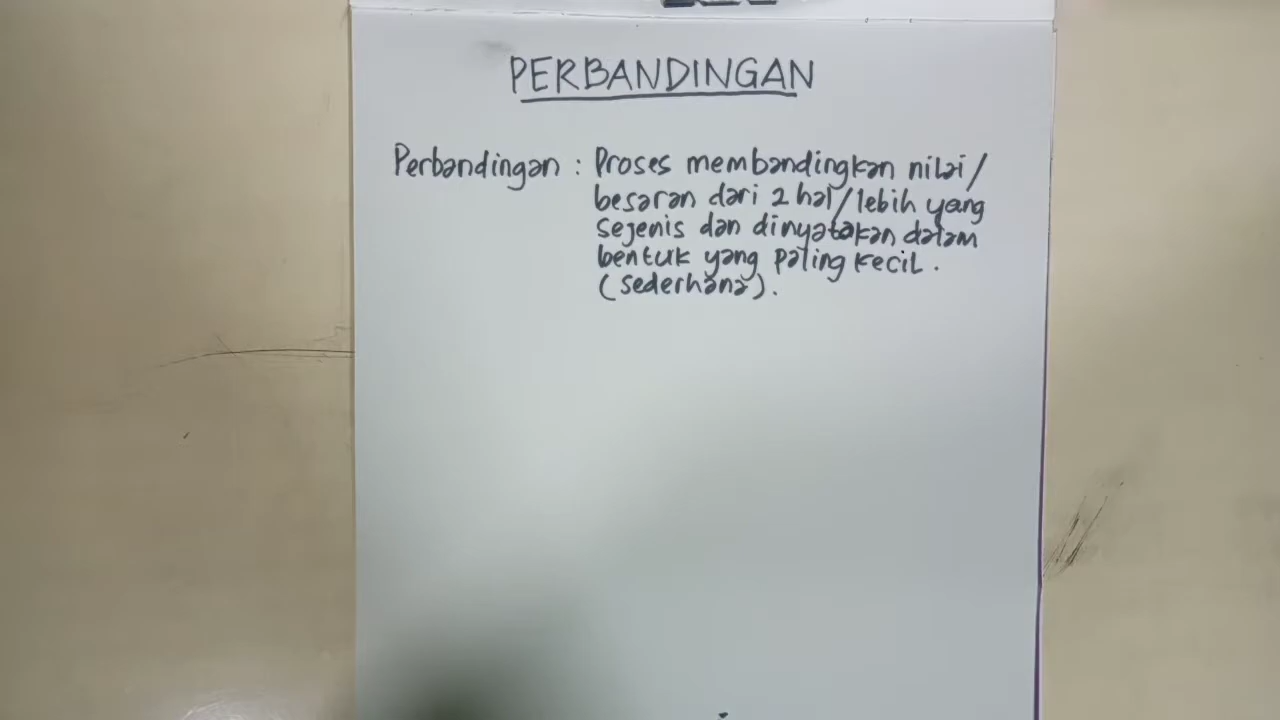 PERBANDINGAN
Perbandingan : Proses membandingkan nilai/
besaran dari 2 hal/lebih yang
sejenis dan dinyatakan dalam
bentuk yang paling kecil.
(sederhana).